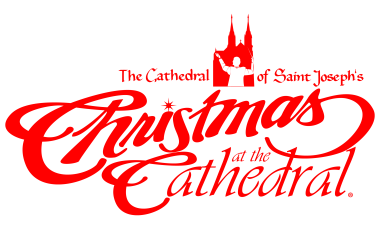 The Cathedral of Saint Joseph's
Christmas
at the
Cathedral®